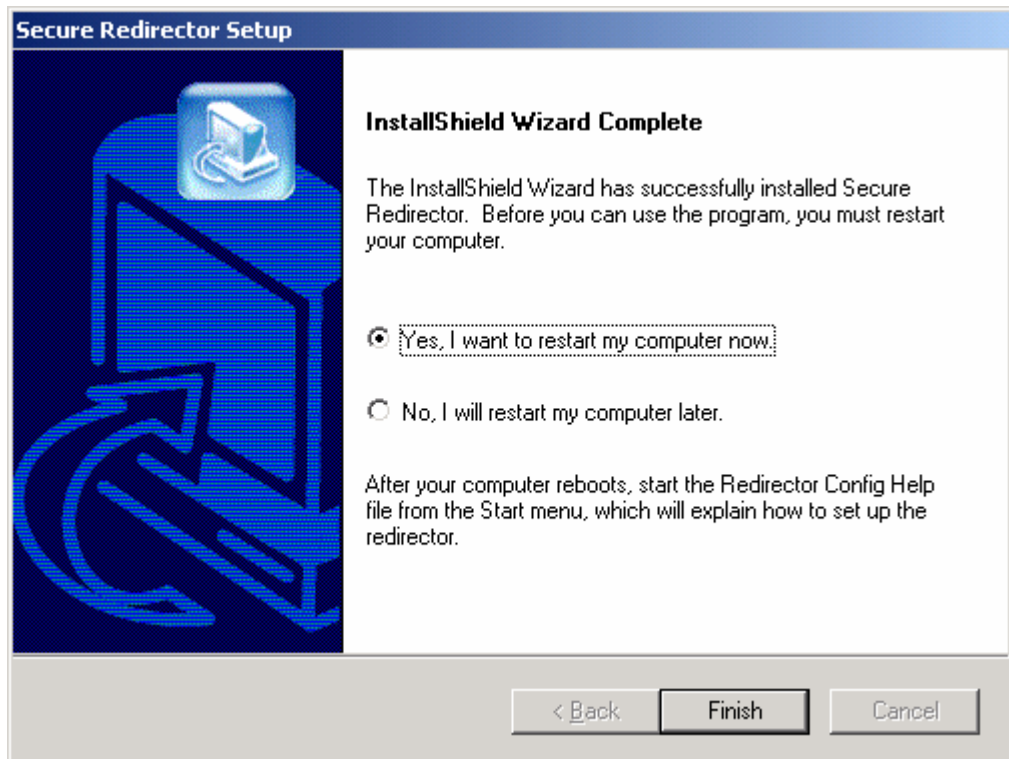 Secure Redirector Setup
InstallShield Wizard Complete
The InstallShield Wizard has successfully installed Secure
Redirector.  Before you can use the program, you must restart
your computer.
Yes, I want to restart my computer now.
No, I will restart my computer later.
After your computer reboots, start the Redirector Config Help
file from the Start menu, which will explain how to set up the
redirector.
< Back
Finish
Cancel